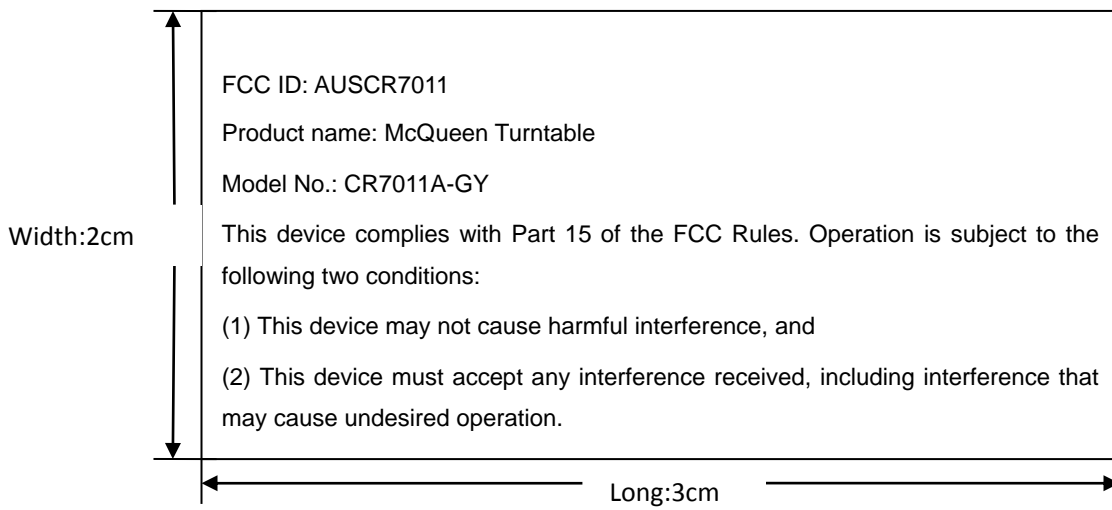 FCC ID: AUSCR7011
Product name: McQueen Turntable
Model No.: CR7011A-GY
Width:2cm
This device complies with Part 15 of the FCC Rules. Operation is subject to the
following two conditions:
(1) This device may not cause harmful interference, and
(2) This device must accept any interference received, including interference that
may cause undesired operation.
Long:3cm